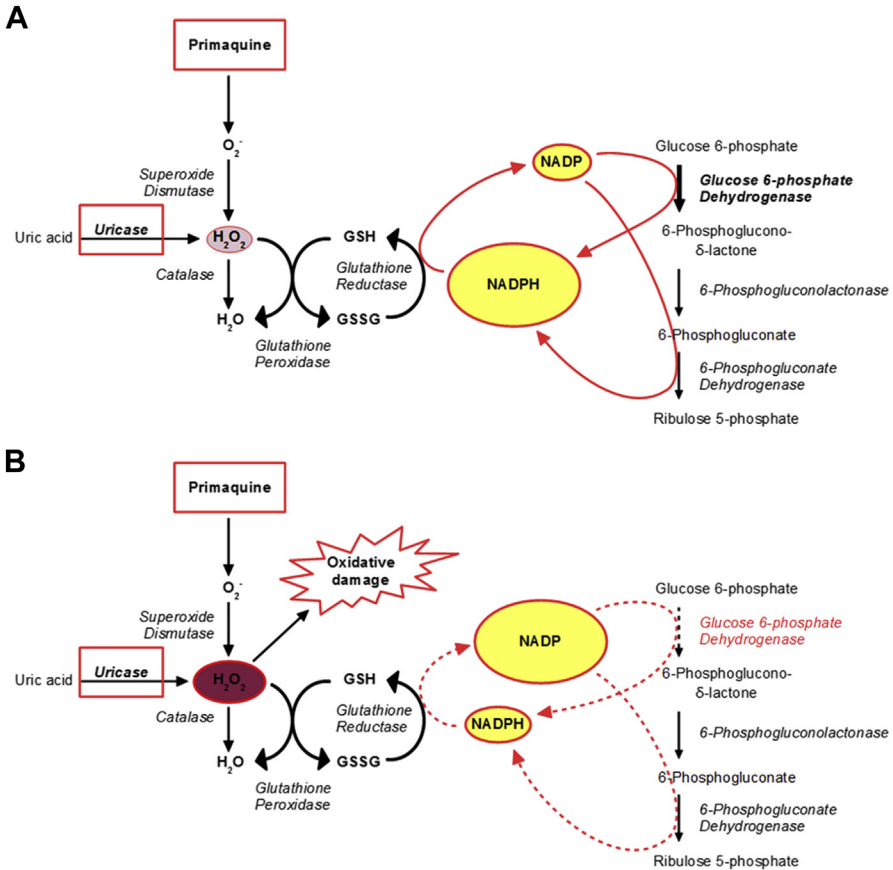 A
Primaquine
O2-
Superoxide
Dismutase
Uric acid
Uricase
H2O2
Catalase
H2O
GSH
Glutathione
Reductase
GSSG
Glutathione
Peroxidase
NADP
NADPH
Glucose 6-phosphate
Glucose 6-phosphate
Dehydrogenase
6-Phosphoglucono-
δ-lactone
6-Phosphogluconolactonase
6-Phosphogluconate
6-Phosphogluconate
Dehydrogenase
Ribulose 5-phosphate
B
Primaquine
Oxidative
damage
O2-
Superoxide
Dismutase
Uric acid
Uricase
H2O2
Catalase
H2O
GSH
Glutathione
Reductase
GSSG
Glutathione
Peroxidase
NADP
NADPH
Glucose 6-phosphate
Glucose 6-phosphate
Dehydrogenase
6-Phosphoglucono-
δ-lactone
6-Phosphogluconolactonase
6-Phosphogluconate
6-Phosphogluconate
Dehydrogenase
Ribulose 5-phosphate